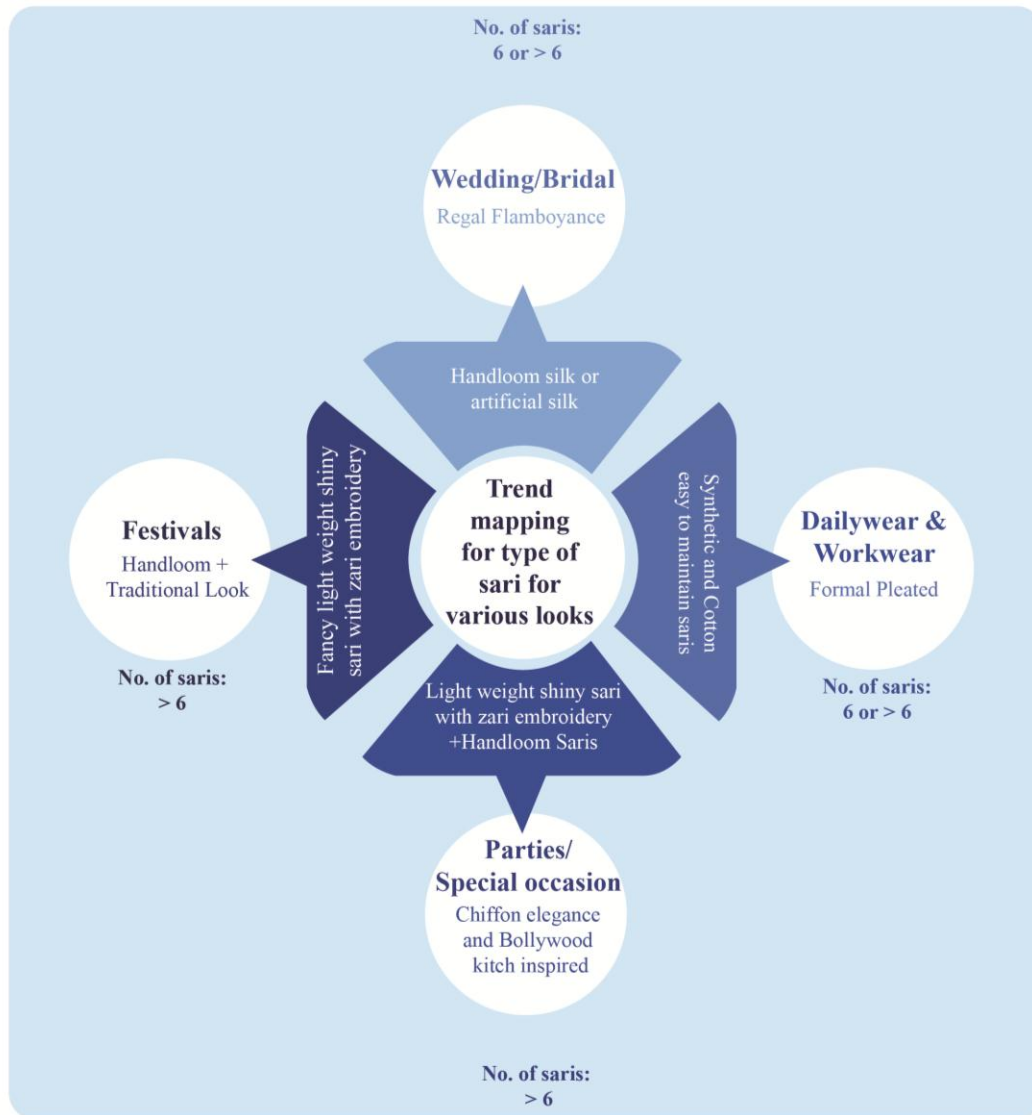 No. of saris:
6 or > 6
Wedding/Bridal
Regal Flamboyance
Handloom silk or
artificial silk
Festivals
Handloom +
Traditional Look
No. of saris:
> 6
Fancy light weight shiny
sari with zari embroidery
Trend
mapping
for type of
sari for
various looks
Synthetic and Cotton
easy to maintain saris
Dailywear &
Workwear
Formal Pleated
No. of saris:
6 or > 6
Light weight shiny sari
with zari embroidery
+Handloom Saris
Parties/
Special occasion
Chiffon elegance
and Bollywood
kitch inspired
No. of saris:
> 6